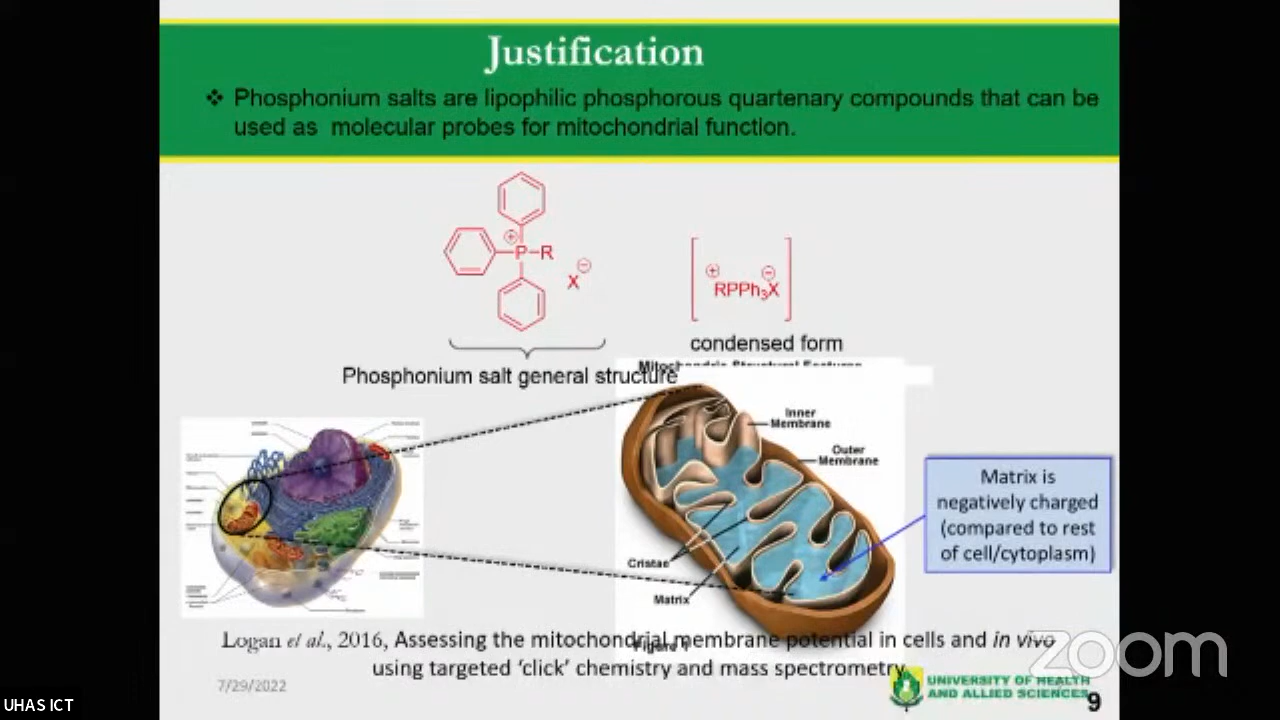 Justification
❖ Phosphonium salts are lipophilic phosphorous quartenary compounds that can be
used as molecular probes for mitochondrial function.
⊕
P-R
X⊖
⊕ ⊖
RPPh₃X
condensed form
Phosphonium salt general structure
Inner
Membrane
Outer
Membrane
Matrix is
negatively charged
(compared to rest
of cell/cytoplasm)
Cristae
Matrix
Logan et al., 2016, Assessing the mitochondrial membrane potential in cells and in vivo
using targeted 'click' chemistry and mass spectrometry
zoom
7/29/2022
UNIVERSITY OF HEALTH
AND ALLIED SCIENCES
9
UHAS ICT